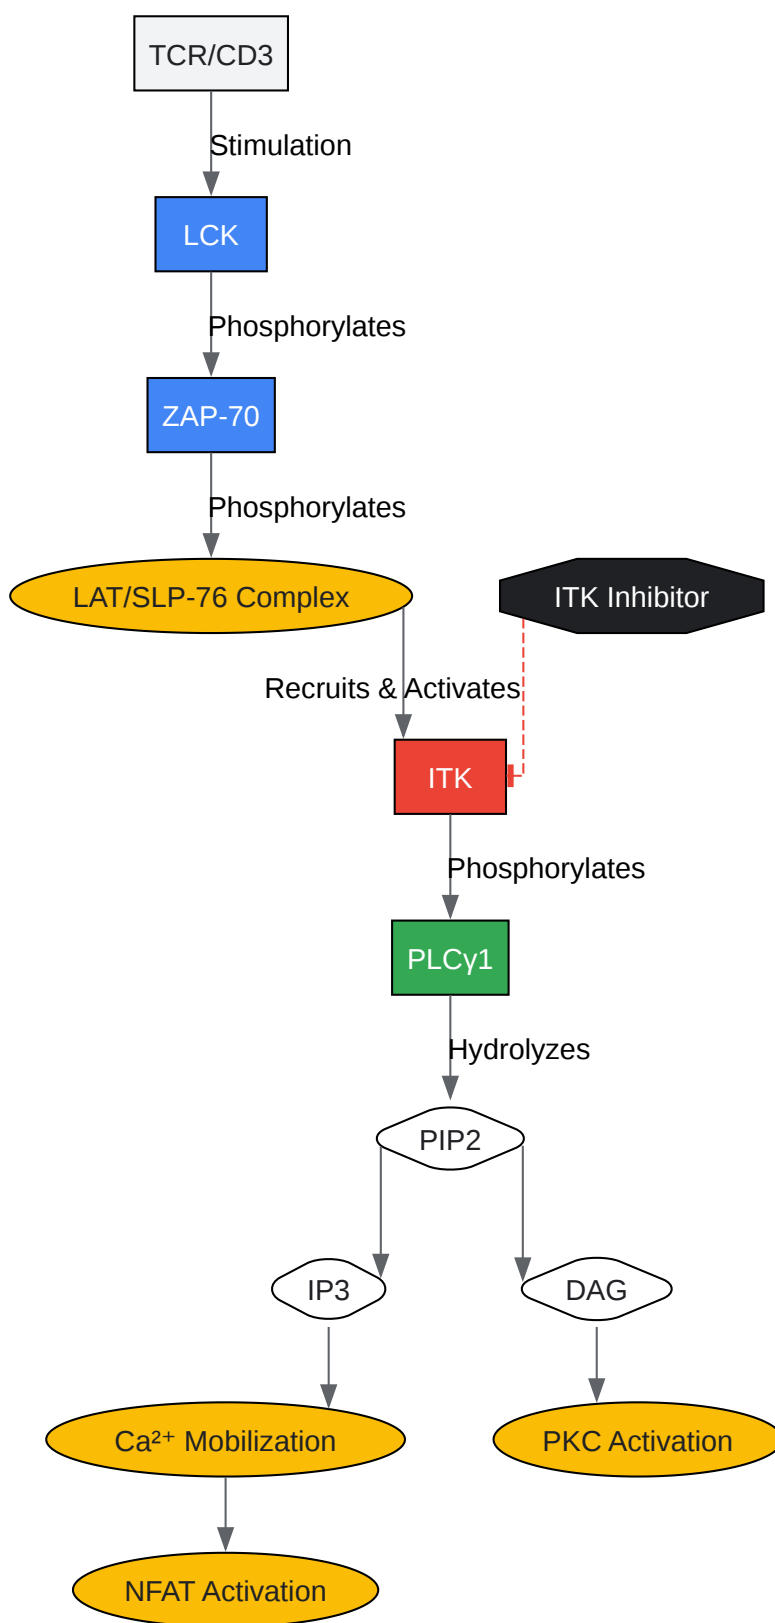 TCR/CD3
Stimulation
LCK
Phosphorylates
ZAP-70
Phosphorylates
LAT/SLP-76 Complex
ITK Inhibitor
Recruits & Activates
ITK
Phosphorylates
PLCγ1
Hydrolyzes
PIP2
IP3
DAG
Ca²⁺ Mobilization
PKC Activation
NFAT Activation